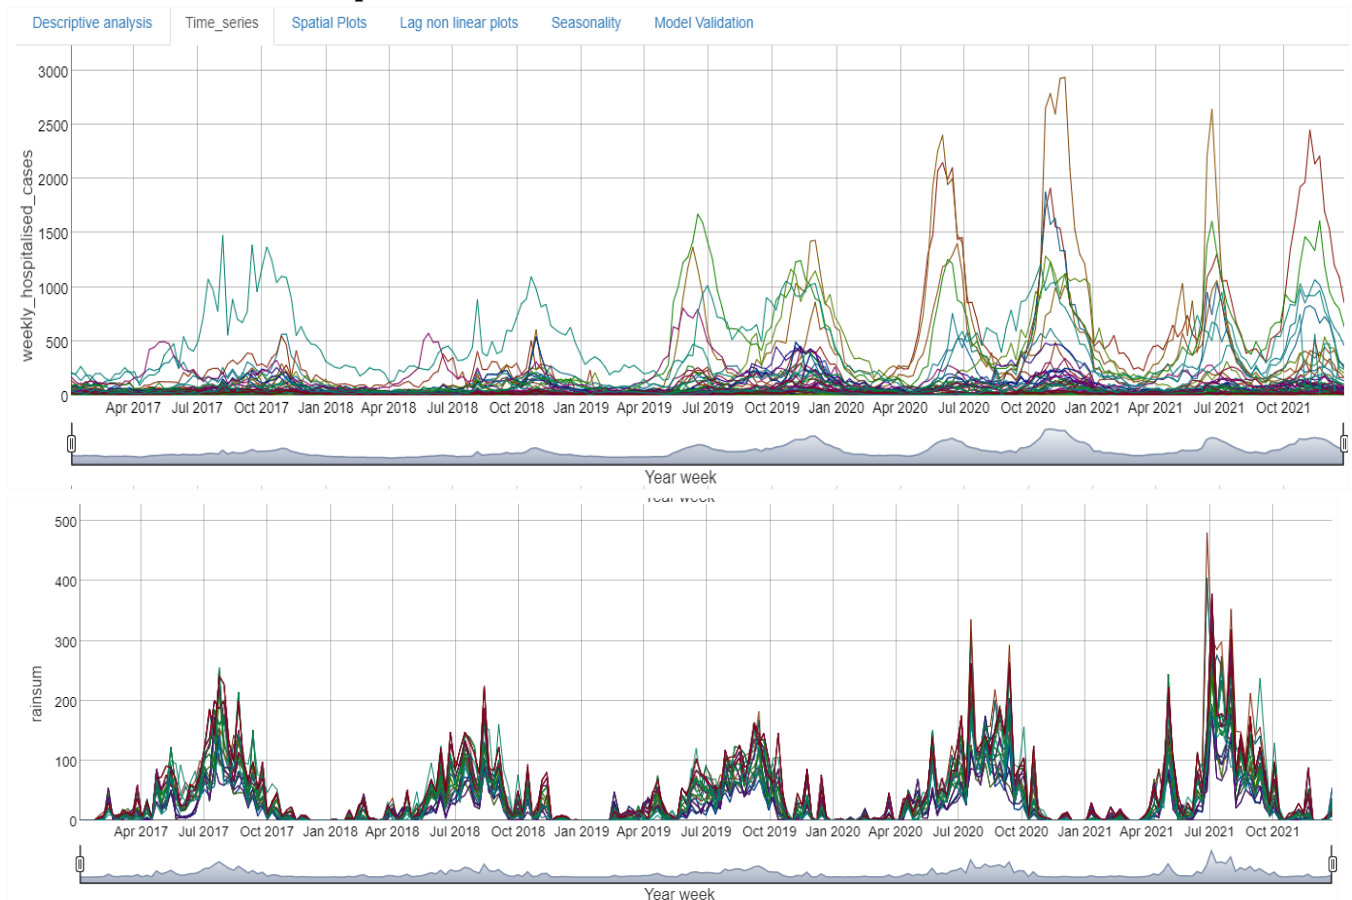 Descriptive analysis Time_series Spatial Plots Lag non linear plots Seasonality Model Validation
3000
2500
2000
1500
1000
500
0
weekly_hospitalised_cases
Apr 2017 Jul 2017 Oct 2017 Jan 2018 Apr 2018 Jul 2018 Oct 2018 Jan 2019 Apr 2019 Jul 2019 Oct 2019 Jan 2020 Apr 2020 Jul 2020 Oct 2020 Jan 2021 Apr 2021 Jul 2021 Oct 2021
Year week
Year week
500
400
300
200
100
0
rainsum
Apr 2017 Jul 2017 Oct 2017 Jan 2018 Apr 2018 Jul 2018 Oct 2018 Jan 2019 Apr 2019 Jul 2019 Oct 2019 Jan 2020 Apr 2020 Jul 2020 Oct 2020 Jan 2021 Apr 2021 Jul 2021 Oct 2021
Year week